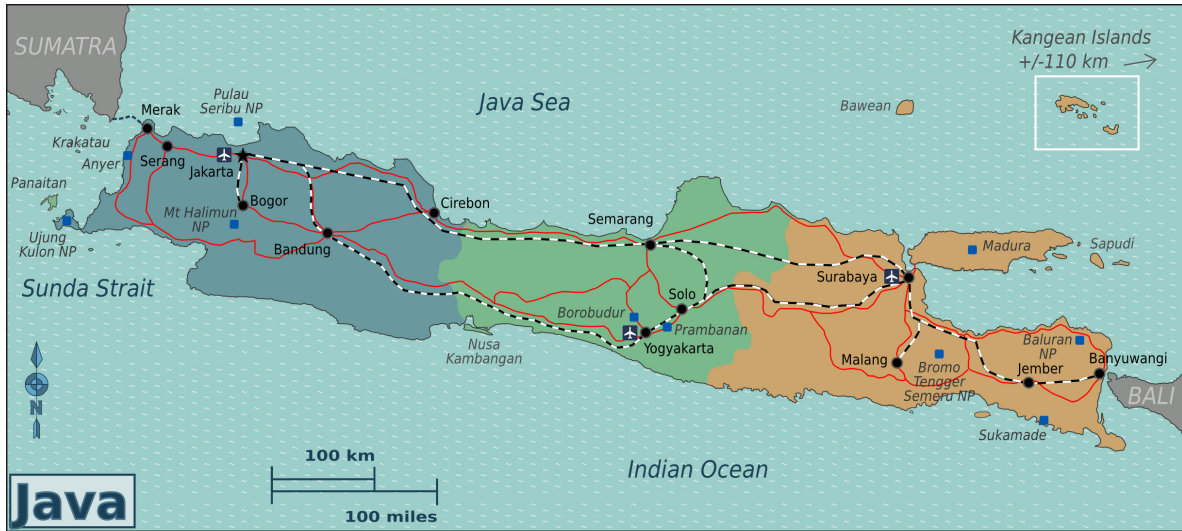 SUMATRA
Kangean Islands
+/-110 km
Pulau
Seribu NP
Java Sea
Bawean
Merak
Krakatau
Anyer
Serang
Jakarta
Panaitan
Bogor
Cirebon
Mt Halimun
NP
Semarang
Ujung
Kulon NP
Bandung
Madura
Sapudi
Sunda Strait
Surabaya
Solo
Borobudur
Prambanan
Nusa
Kambangan
Yogyakarta
Malang
Bromo
Tengger
Semeru NP
Baluran
NP
Banyuwangi
Jember
BALI
N
Sukamade
100 km
Indian Ocean
Java
100 miles